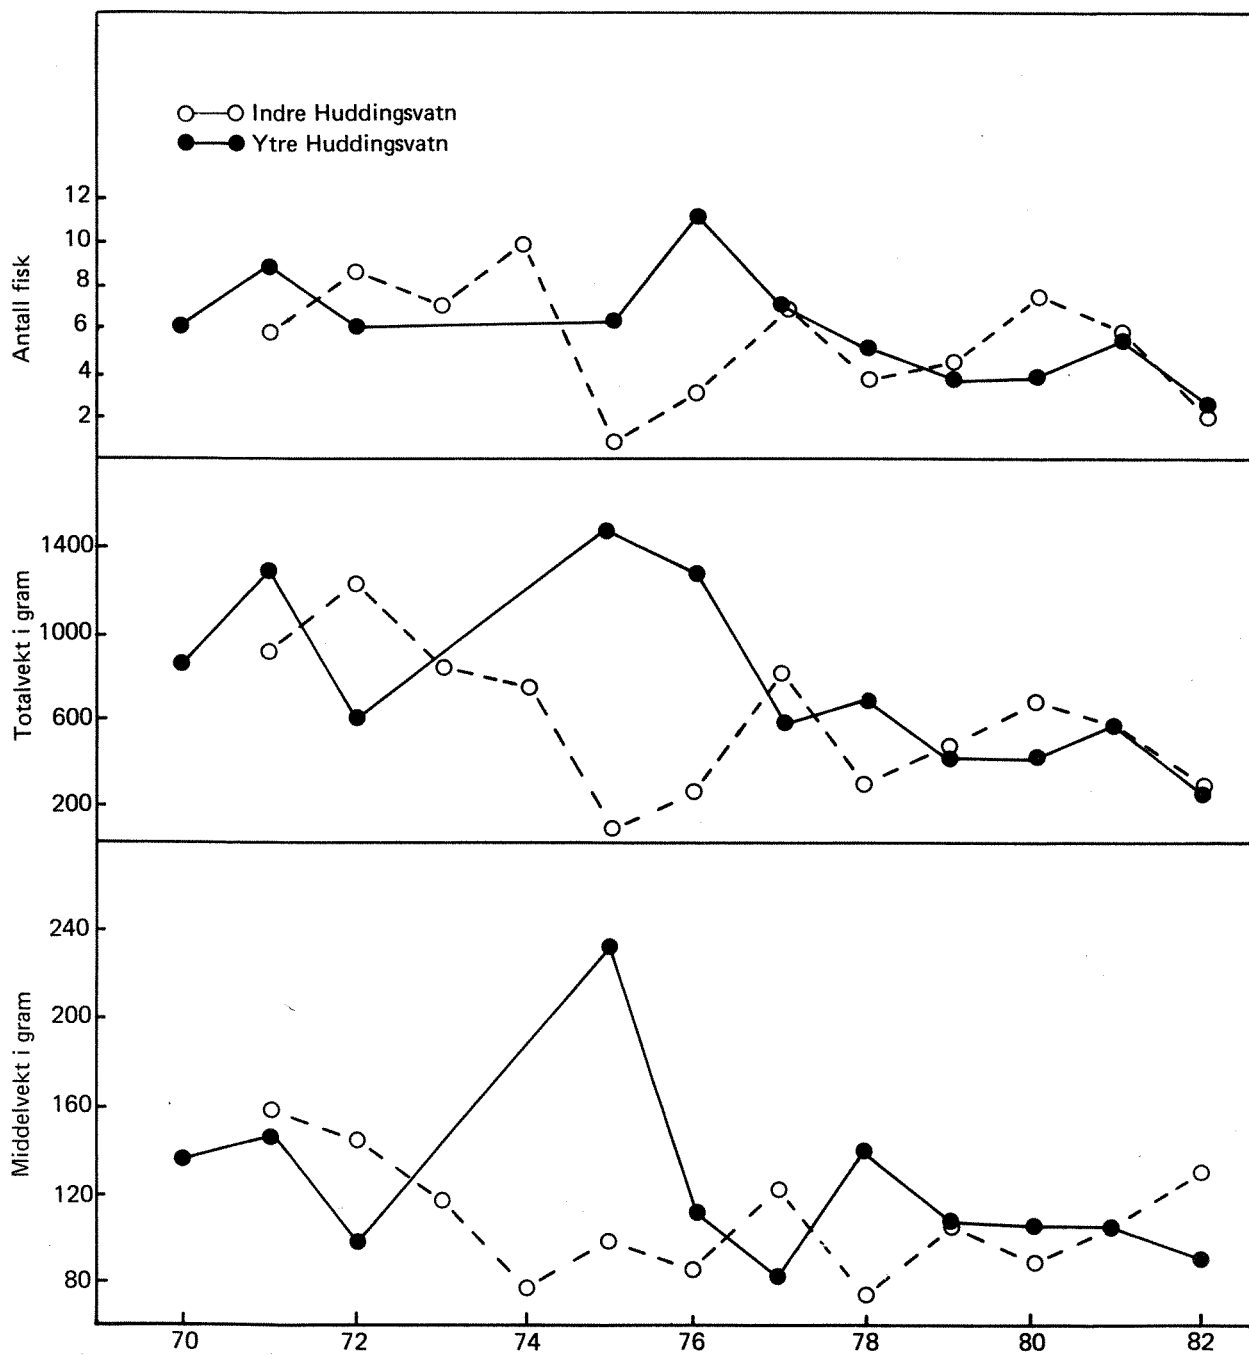 Indre Huddingsvatn
Ytre Huddingsvatn
Antall fisk
12
10
8
6
4
2
Totalvekt i gram
1400
1000
600
200
Middelvekt i gram
240
200
160
120
80
70 72 74 76 78 80 82